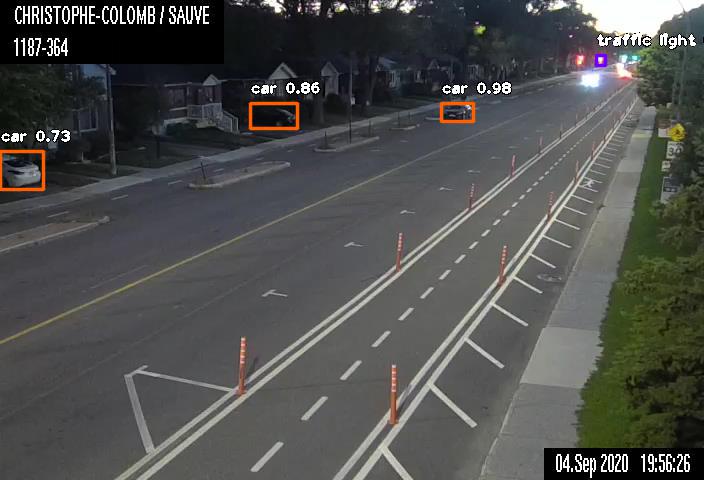 CHRISTOPHE-COLOMB / SAUVE
1187-364
traffic light
car 0.86
car 0.98
car 0.73
30
04.Sep 2020 19:56:26